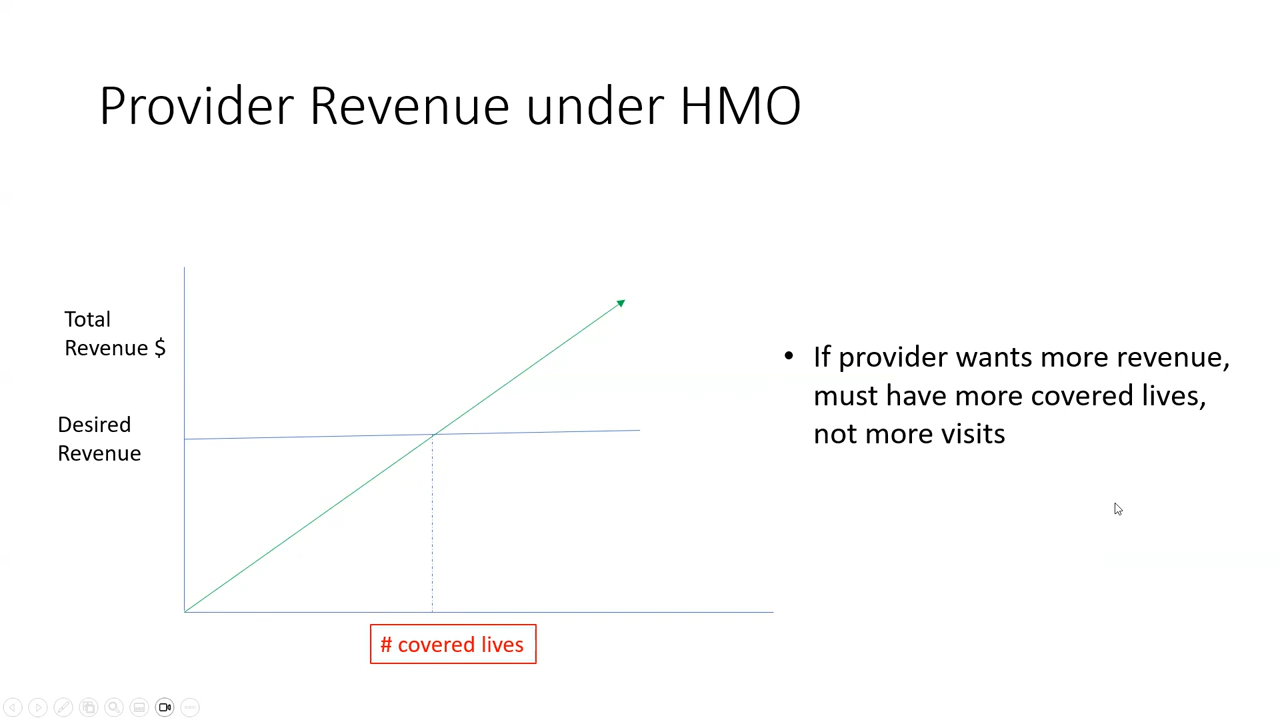 Provider Revenue under HMO
Total
Revenue $
Desired
Revenue
# covered lives
• If provider wants more revenue,
must have more covered lives,
not more visits